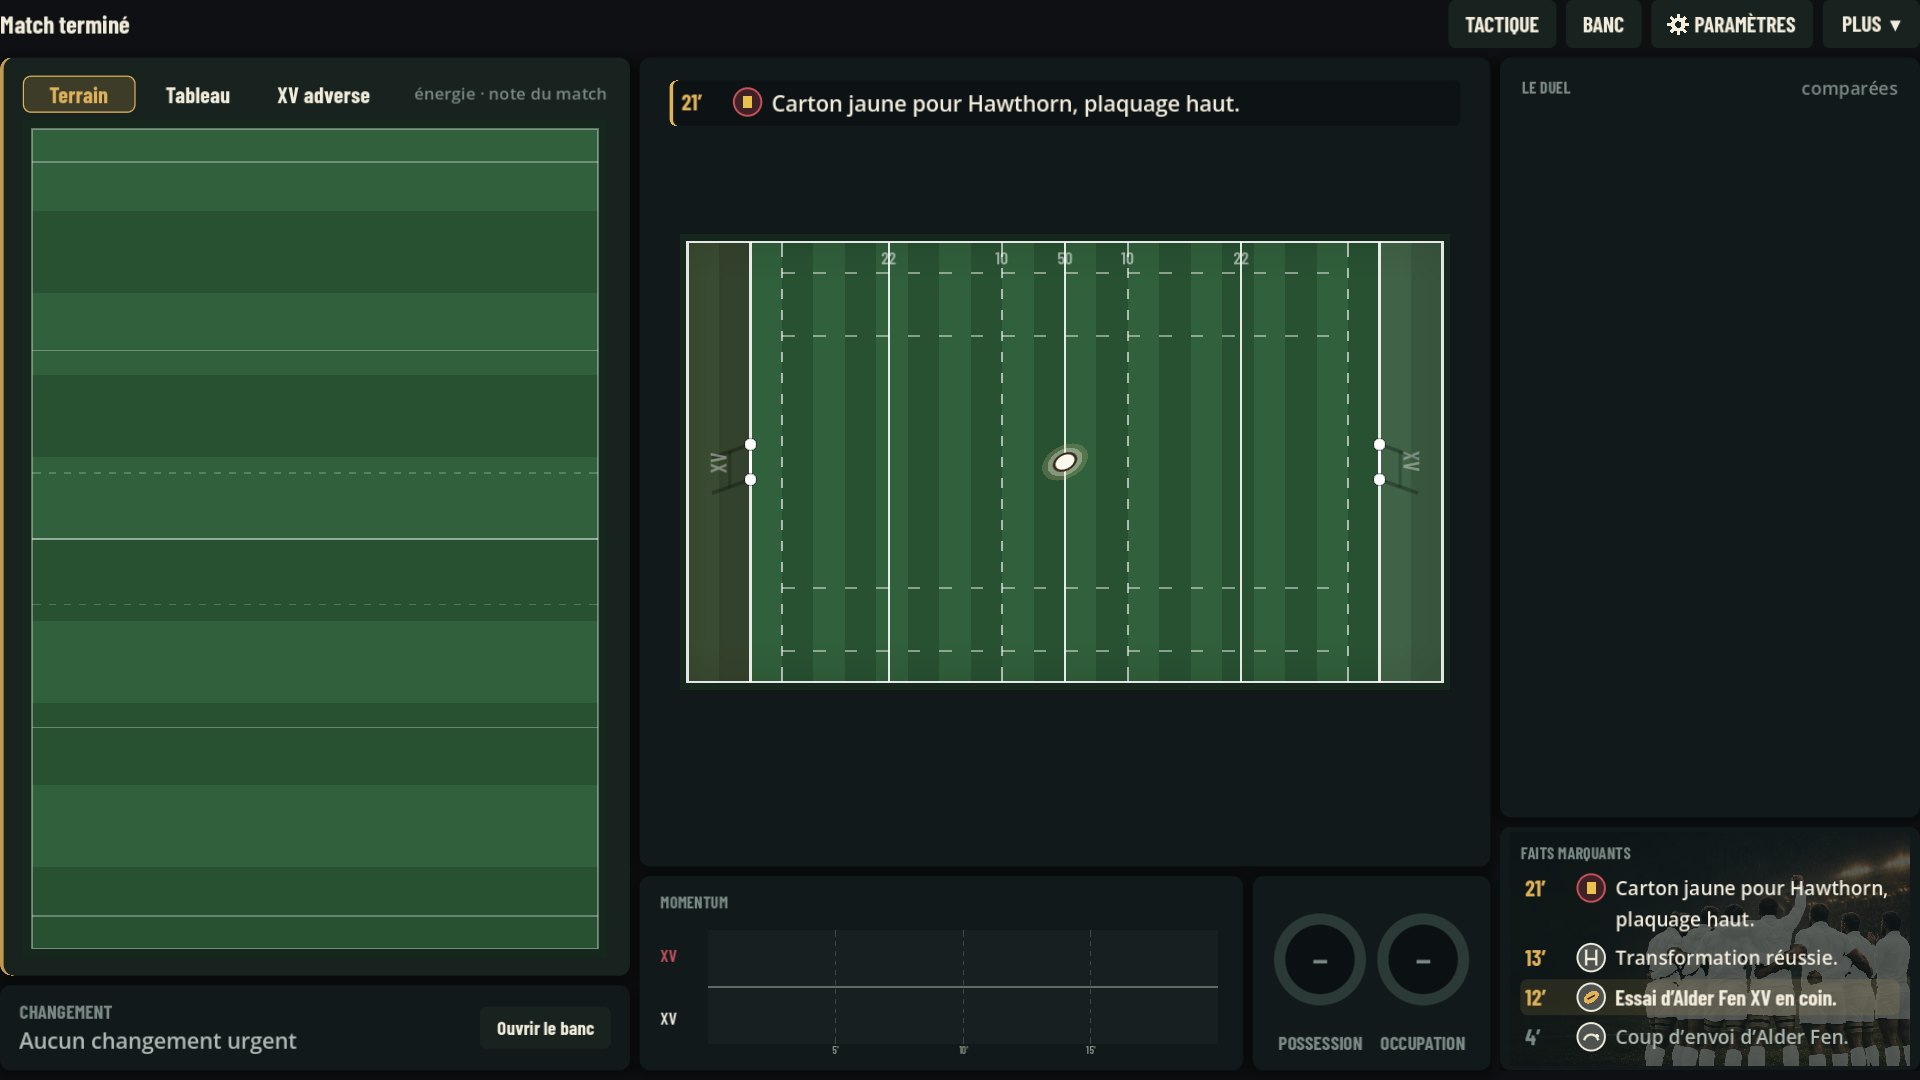 Match terminé
TACTIQUE
BANC
PARAMÈTRES
PLUS ▼
Terrain
Tableau
XV adverse
énergie · note du match
21’
Carton jaune pour Hawthorn, plaquage haut.
LE DUEL
comparées
22
10
50
10
22
XV
XV
FAITS MARQUANTS
21’
Carton jaune pour Hawthorn,
plaquage haut.
13’
Transformation réussie.
12’
Essai d’Alder Fen XV en coin.
4’
Coup d’envoi d’Alder Fen.
MOMENTUM
XV
XV
5’
10’
15’
–
–
POSSESSION
OCCUPATION
CHANGEMENT
Aucun changement urgent
Ouvrir le banc